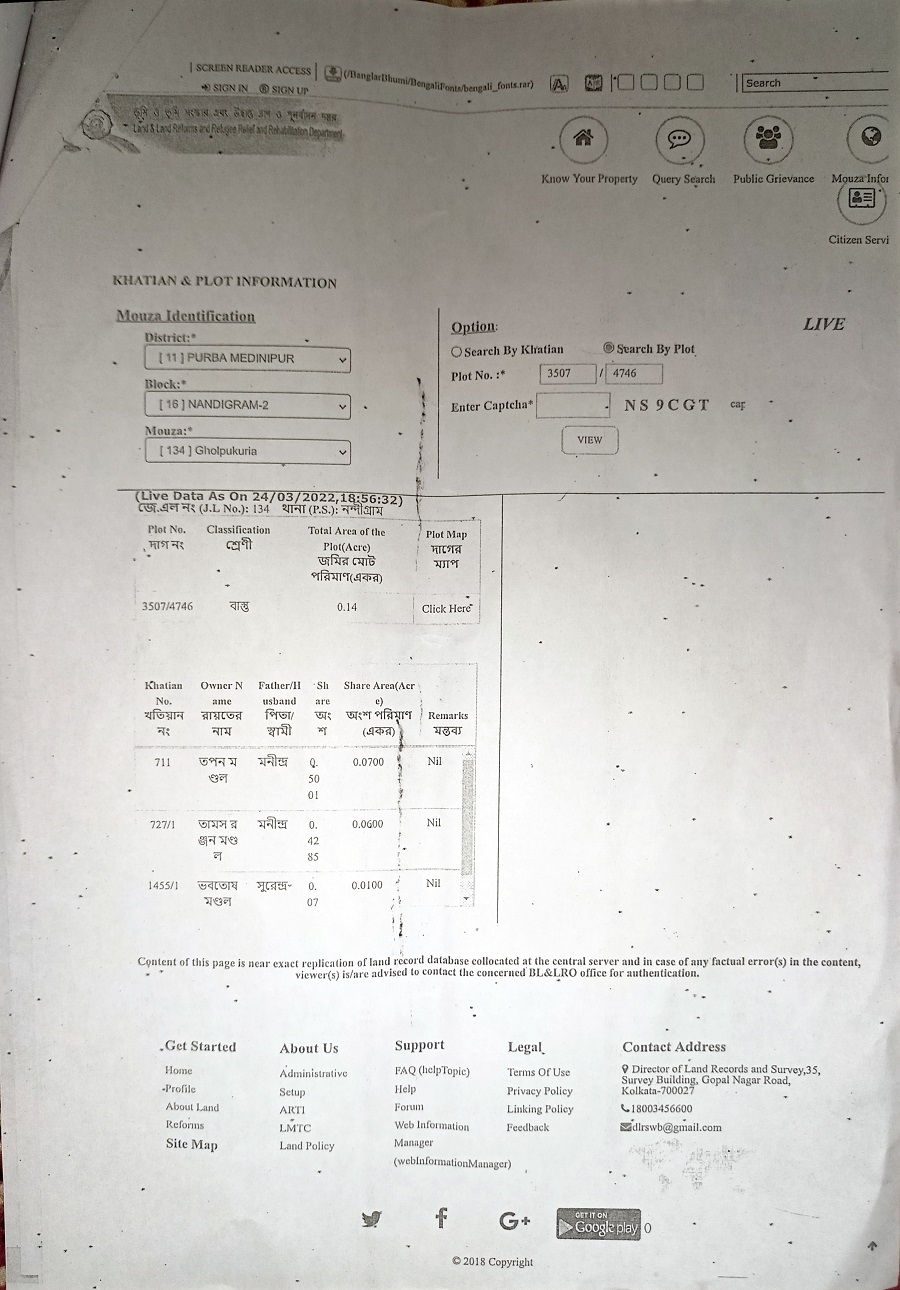 | SCREEN READER ACCESS | (/BanglarBhumi/BengaliFonts/bengali_fonts.rar)
SIGN IN SIGN UP
Search
ভূমি ও ভূমি সংস্কার এবং উদ্বাস্তু ত্রাণ ও পুনর্বাসন দপ্তর
Land & Land Reforms and Refugee Relief and Rehabilitation Department
Know Your Property Query Search Public Grievance Mouza Infor
Citizen Servi
KHATIAN & PLOT INFORMATION
Mouza Identification
District:*
[ 11 ] PURBA MEDINIPUR
Block:*
[ 16 ] NANDIGRAM-2
Mouza:*
[ 134 ] Gholpukuria
Option:
LIVE
Search By Khatian Search By Plot
Plot No. :* 3507 / 4746
Enter Captcha* NS9CGT cap
VIEW
(Live Data As On 24/03/2022,18:56:32)
জে.এল নং (J.L No.): 134 থানা (P.S.): নন্দীগ্রাম
Plot No. Classification Total Area of the Plot Map
দাগ নং শ্রেণী Plot(Acre) দাগের
জমির মোট ম্যাপ
পরিমাণ(একর)
3507/4746 বাস্তু 0.14 Click Here
Khatian Owner N Father/H Sh Share Area(Acr
No. ame usband are e)
খতিয়ান রায়তের পিতা/ অং অংশ পরিমাণ Remarks
নং নাম স্বামী শ (একর) মন্তব্য
711 তপন ম মনীন্দ্র 0. 0.0700 Nil
ণ্ডল 50
01
727/1 তামস র মনীন্দ্র 0. 0.0600 Nil
ঞ্জন মণ্ড 42
ল 85
1455/1 ভবতোষ সুরেন্দ্র- 0. 0.0100 Nil
মণ্ডল 07
Content of this page is near exact replication of land record database collocated at the central server and in case of any factual error(s) in the content,
viewer(s) is/are advised to contact the concerned BL&LRO office for authentication.
Get Started
Home
Profile
About Land
Reforms
Site Map
About Us
Administrative
Setup
ARTI
LMTC
Land Policy
Support
FAQ (helpTopic)
Help
Forum
Web Information
Manager
(webInformationManager)
Legal
Terms Of Use
Privacy Policy
Linking Policy
Feedback
Contact Address
Director of Land Records and Survey,35,
Survey Building, Gopal Nagar Road,
Kolkata-700027
18003456600
dlrswb@gmail.com
f G+ GET IT ON
Google play 0
© 2018 Copyright